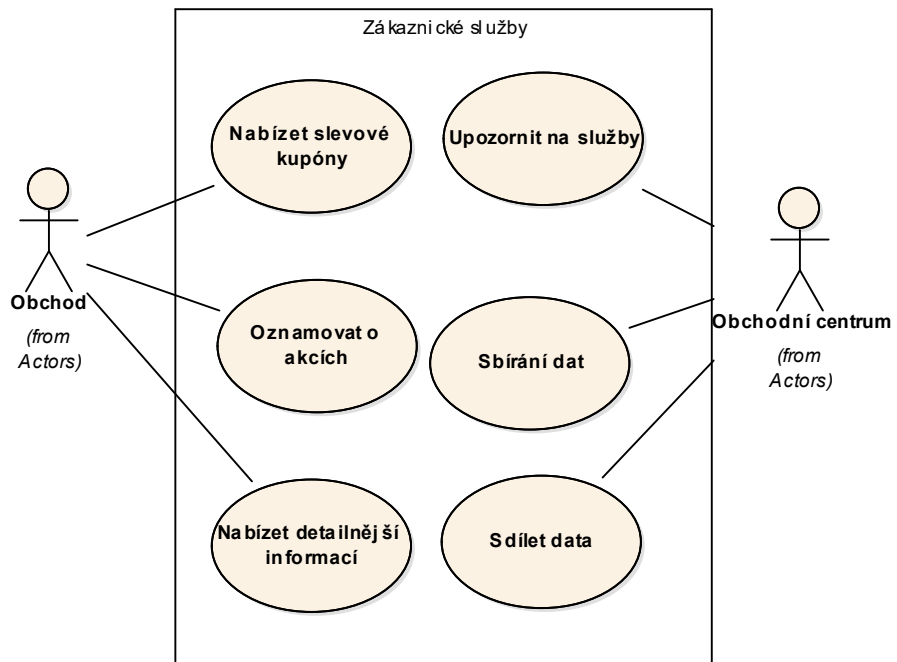 Zákaznické služby
Nabízet slevové
kupóny
Upozornit na služby
Obchod
(from
Actors)
Obchodní centrum
(from
Actors)
Oznamovat o
akcích
Sbírání dat
Nabízet detailnější
informací
Sdílet data